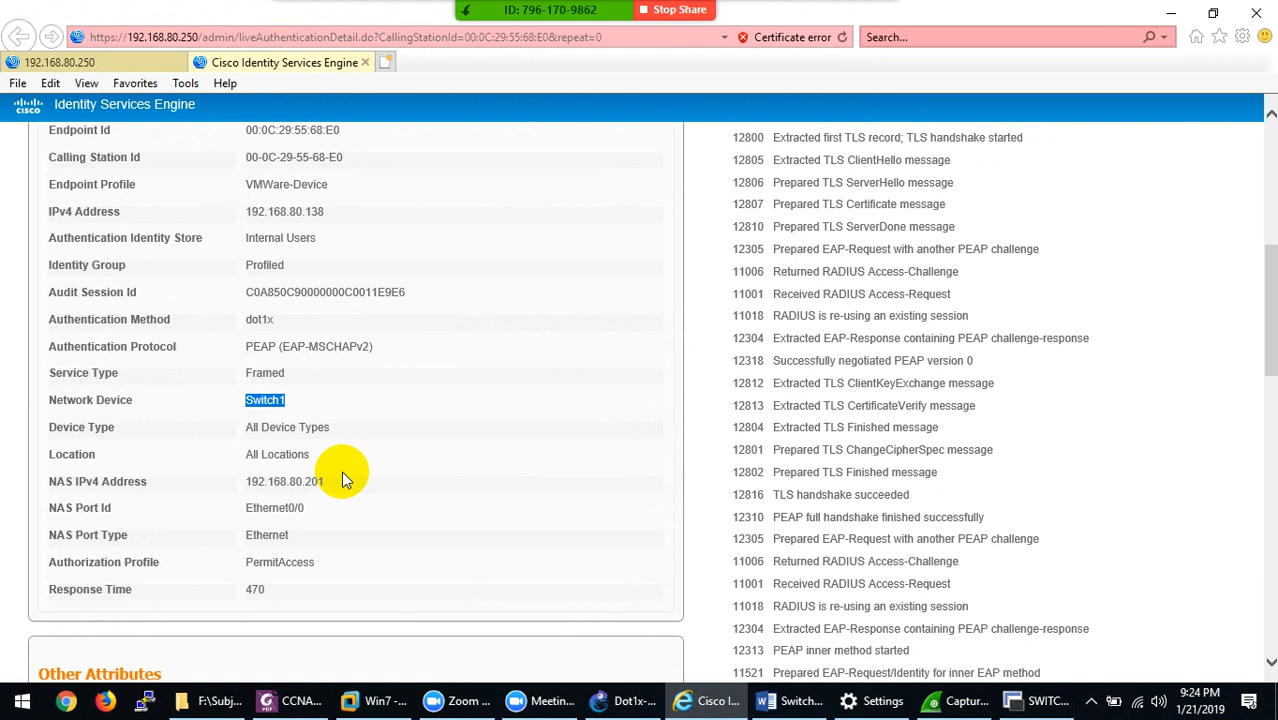 ID: 796-170-9862
Stop Share
https://192.168.80.250/admin/liveAuthenticationDetail.do?CallingStationId=00:0C:29:55:68:E0&repeat=0
Certificate error
Search...
192.168.80.250
Cisco Identity Services Engine
File Edit View Favorites Tools Help
CISCO
Identity Services Engine
Endpoint Id 00:0C:29:55:68:E0
Calling Station Id 00-0C-29-55-68-E0
Endpoint Profile VMWare-Device
IPv4 Address 192.168.80.138
Authentication Identity Store Internal Users
Identity Group Profiled
Audit Session Id C0A850C90000000C0011E9E6
Authentication Method dot1x
Authentication Protocol PEAP (EAP-MSCHAPv2)
Service Type Framed
Network Device Switch1
Device Type All Device Types
Location All Locations
NAS IPv4 Address 192.168.80.201
NAS Port Id Ethernet0/0
NAS Port Type Ethernet
Authorization Profile PermitAccess
Response Time 470
Other Attributes
12800 Extracted first TLS record; TLS handshake started
12805 Extracted TLS ClientHello message
12806 Prepared TLS ServerHello message
12807 Prepared TLS Certificate message
12810 Prepared TLS ServerDone message
12305 Prepared EAP-Request with another PEAP challenge
11006 Returned RADIUS Access-Challenge
11001 Received RADIUS Access-Request
11018 RADIUS is re-using an existing session
12304 Extracted EAP-Response containing PEAP challenge-response
12318 Successfully negotiated PEAP version 0
12812 Extracted TLS ClientKeyExchange message
12813 Extracted TLS CertificateVerify message
12804 Extracted TLS Finished message
12801 Prepared TLS ChangeCipherSpec message
12802 Prepared TLS Finished message
12816 TLS handshake succeeded
12310 PEAP full handshake finished successfully
12305 Prepared EAP-Request with another PEAP challenge
11006 Returned RADIUS Access-Challenge
11001 Received RADIUS Access-Request
11018 RADIUS is re-using an existing session
12304 Extracted EAP-Response containing PEAP challenge-response
12313 PEAP inner method started
11521 Prepared EAP-Request/Identity for inner EAP method
F:\Subj...
CCNA...
Win7 -...
Zoom ...
Meetin...
Dot1x-...
Cisco I...
Switch...
Settings
Captur...
SWITC...
9:24 PM
1/21/2019